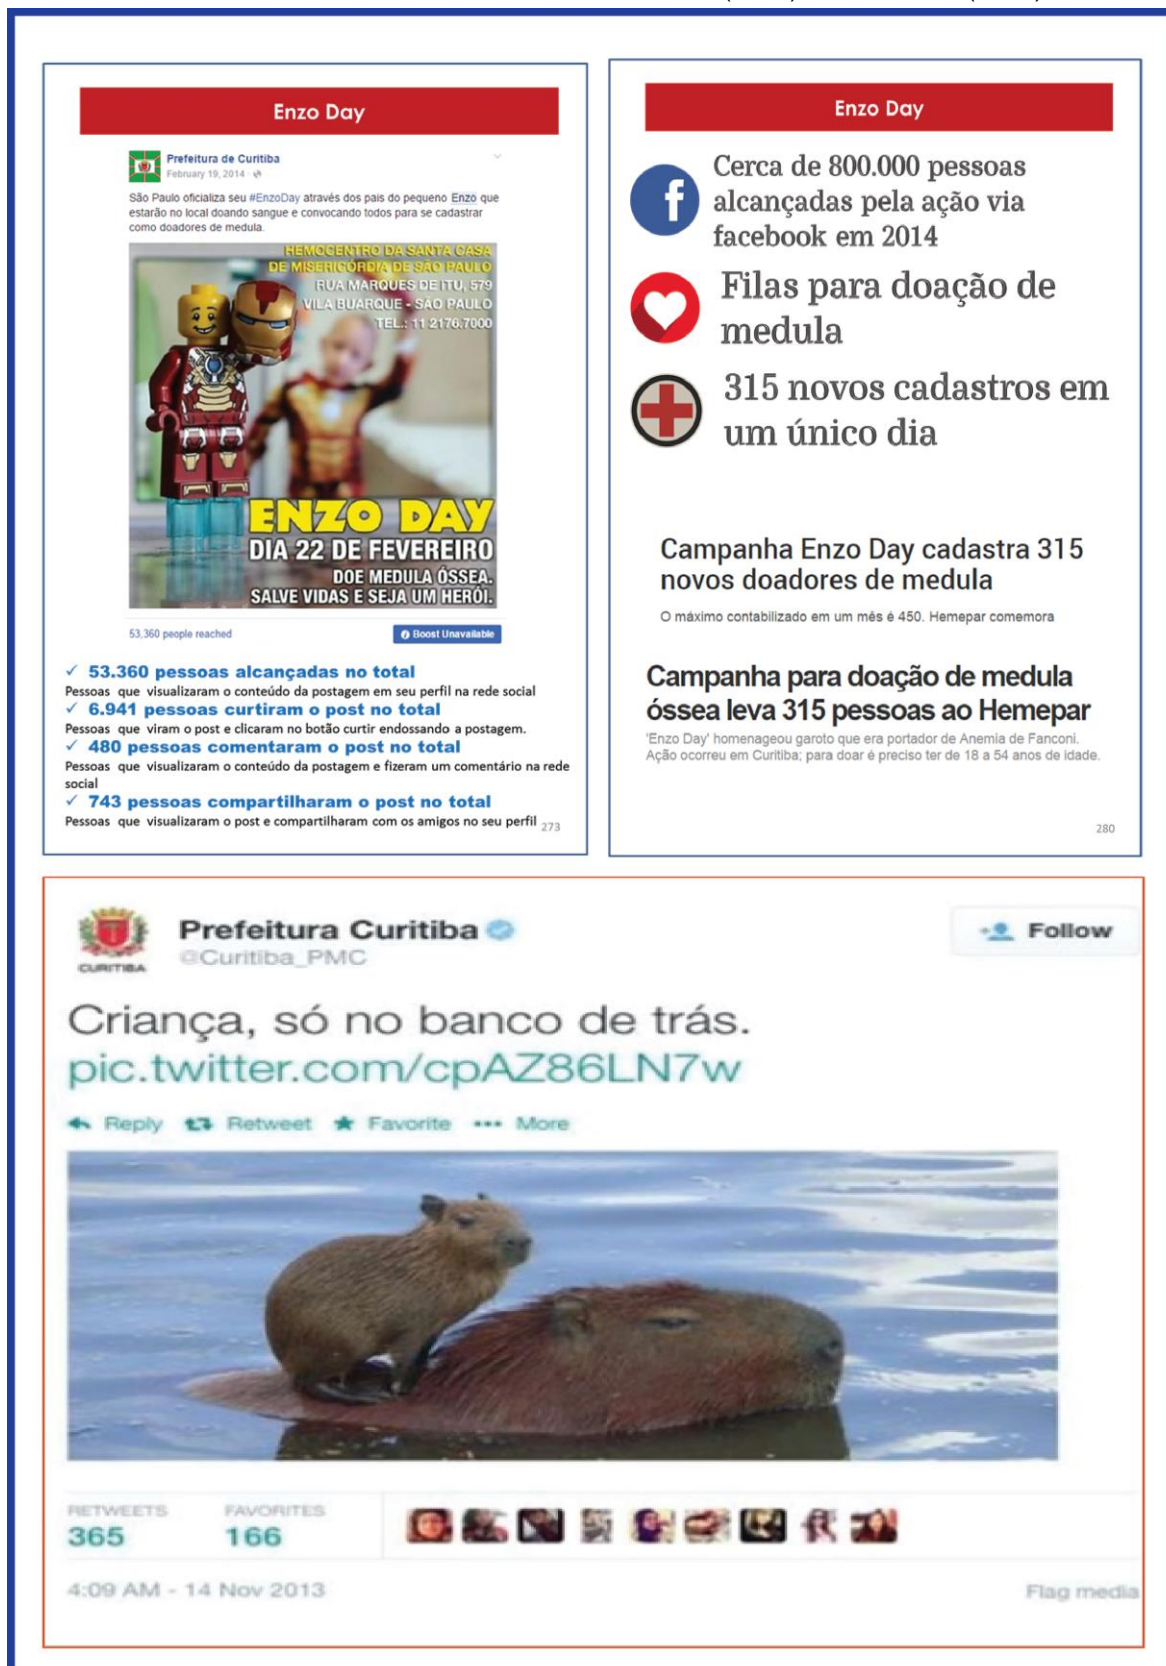 Enzo Day
Prefeitura de Curitiba
February 19, 2014
São Paulo oficializa seu #EnzoDay através dos pais do pequeno Enzo que
estarão no local doando sangue e convocando todos para se cadastrar
como doadores de medula.
HEMOCENTRO DA SANTA CASA
DE MISERICÓRDIA DE SÃO PAULO
RUA MARQUES DE ITU, 579
VILA BUARQUE - SÃO PAULO
TEL.: 11 2176.7000
ENZO DAY
DIA 22 DE FEVEREIRO
DOE MEDULA ÓSSEA.
SALVE VIDAS E SEJA UM HERÓI.
53,360 people reached
Boost Unavailable
✓ 53.360 pessoas alcançadas no total
Pessoas que visualizaram o conteúdo da postagem em seu perfil na rede social
✓ 6.941 pessoas curtiram o post no total
Pessoas que viram o post e clicaram no botão curtir endossando a postagem.
✓ 480 pessoas comentaram o post no total
Pessoas que visualizaram o conteúdo da postagem e fizeram um comentário na rede
social
✓ 743 pessoas compartilharam o post no total
Pessoas que visualizaram o post e compartilharam com os amigos no seu perfil
273
Enzo Day
Cerca de 800.000 pessoas
alcançadas pela ação via
facebook em 2014
Filas para doação de
medula
315 novos cadastros em
um único dia
Campanha Enzo Day cadastra 315
novos doadores de medula
O máximo contabilizado em um mês é 450. Hemepar comemora
Campanha para doação de medula
óssea leva 315 pessoas ao Hemepar
'Enzo Day' homenageou garoto que era portador de Anemia de Fanconi.
Ação ocorreu em Curitiba; para doar é preciso ter de 18 a 54 anos de idade.
280
CURITIBA
Prefeitura Curitiba
@Curitiba_PMC
Follow
Criança, só no banco de trás.
pic.twitter.com/cpAZ86LN7w
Reply Retweet Favorite More
RETWEETS FAVORITES
365 166
4:09 AM - 14 Nov 2013
Flag media